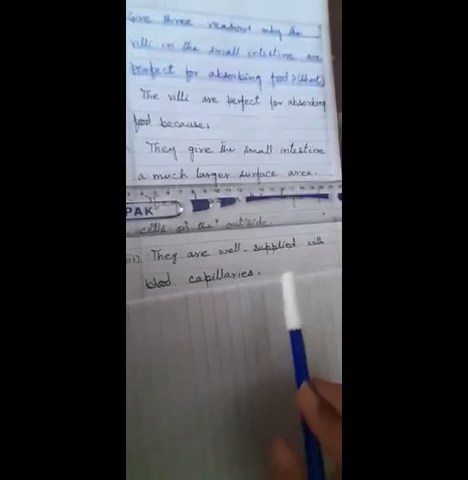 Give three reasons why the
villi in the small intestine are
perfect for absorbing food? (Short)
The villi are perfect for absorbing
food because:
They give the small intestine
a much larger surface area.
PAK
cells on the outside.
iii). They are well-supplied with
blood capillaries.